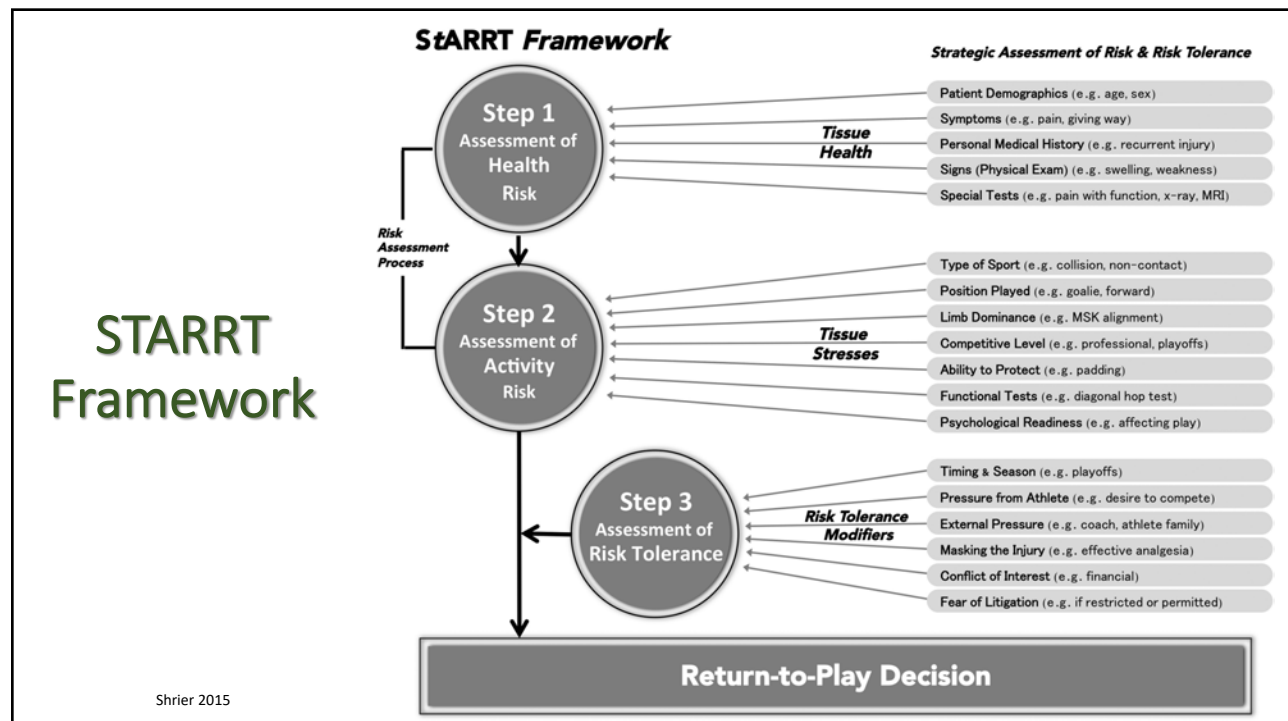 STARRT
Framework
Shrier 2015
StARRT Framework
Strategic Assessment of Risk & Risk Tolerance
Step 1
Assessment of
Health
Risk
Tissue
Health
Patient Demographics (e.g. age, sex)
Symptoms (e.g. pain, giving way)
Personal Medical History (e.g. recurrent injury)
Signs (Physical Exam) (e.g. swelling, weakness)
Special Tests (e.g. pain with function, x-ray, MRI)
Risk
Assessment
Process
Step 2
Assessment of
Activity
Risk
Tissue
Stresses
Type of Sport (e.g. collision, non-contact)
Position Played (e.g. goalie, forward)
Limb Dominance (e.g. MSK alignment)
Competitive Level (e.g. professional, playoffs)
Ability to Protect (e.g. padding)
Functional Tests (e.g. diagonal hop test)
Psychological Readiness (e.g. affecting play)
Step 3
Assessment of
Risk Tolerance
Risk Tolerance
Modifiers
Timing & Season (e.g. playoffs)
Pressure from Athlete (e.g. desire to compete)
External Pressure (e.g. coach, athlete family)
Masking the Injury (e.g. effective analgesia)
Conflict of Interest (e.g. financial)
Fear of Litigation (e.g. if restricted or permitted)
Return-to-Play Decision